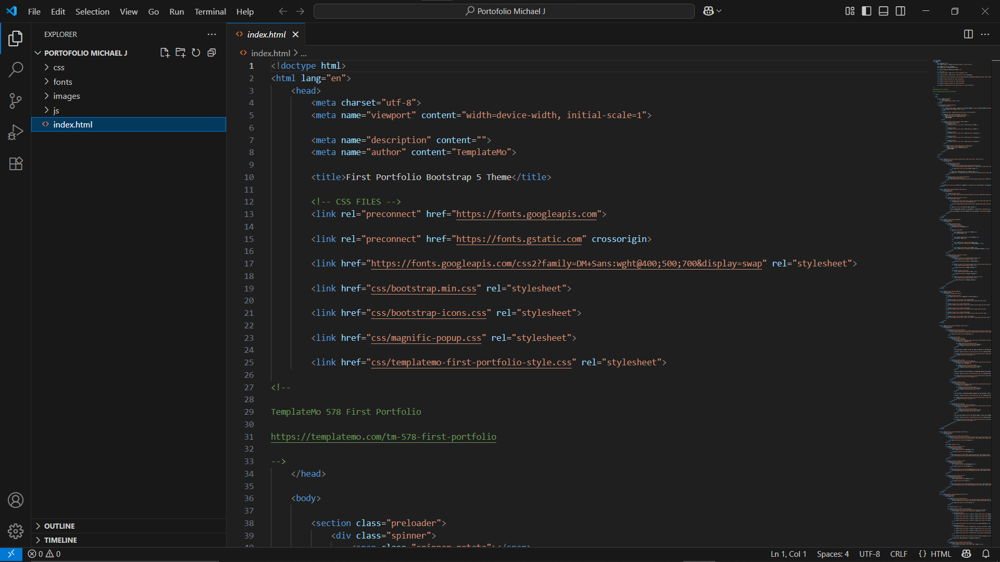 File Edit Selection View Go Run Terminal Help
Portofolio Michael J
EXPLORER
PORTOFOLIO MICHAEL J
css
fonts
images
js
index.html
OUTLINE
TIMELINE
index.html
index.html > ...
1 <!doctype html>
2 <html lang="en">
3 <head>
4 <meta charset="utf-8">
5 <meta name="viewport" content="width=device-width, initial-scale=1">
6
7 <meta name="description" content="">
8 <meta name="author" content="TemplateMo">
9
10 <title>First Portfolio Bootstrap 5 Theme</title>
11
12 <!-- CSS FILES -->
13 <link rel="preconnect" href="https://fonts.googleapis.com">
14
15 <link rel="preconnect" href="https://fonts.gstatic.com" crossorigin>
16
17 <link href="https://fonts.googleapis.com/css2?family=DM+Sans:wght@400;500;700&display=swap" rel="stylesheet">
18
19 <link href="css/bootstrap.min.css" rel="stylesheet">
20
21 <link href="css/bootstrap-icons.css" rel="stylesheet">
22
23 <link href="css/magnific-popup.css" rel="stylesheet">
24
25 <link href="css/templatemo-first-portfolio-style.css" rel="stylesheet">
26
27 <!--
28
29 TemplateMo 578 First Portfolio
30
31 https://templatemo.com/tm-578-first-portfolio
32
33 -->
34 </head>
35
36 <body>
37
38 <section class="preloader">
39 <div class="spinner">
40 <span class="spinner-rotate"></span>
0 0
Ln 1, Col 1 Spaces: 4 UTF-8 CRLF {} HTML